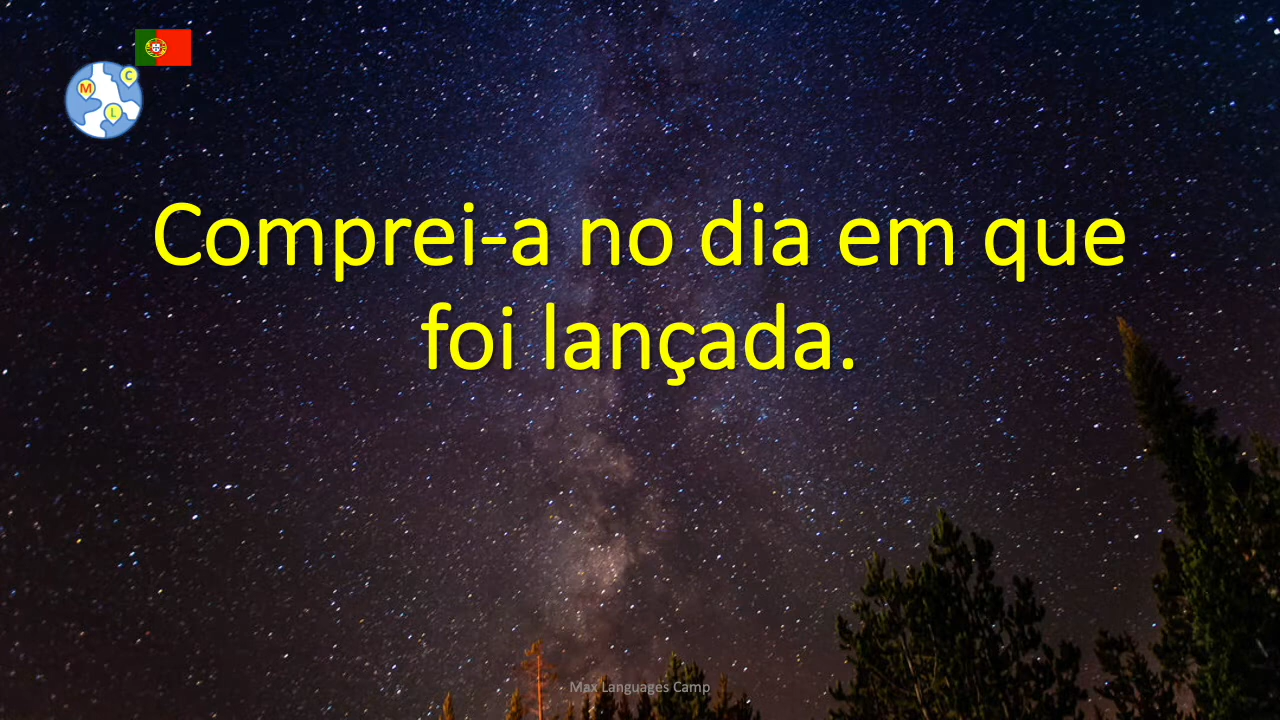 C
M
L
Comprei-a no dia em que
foi lançada.
Max Languages Camp